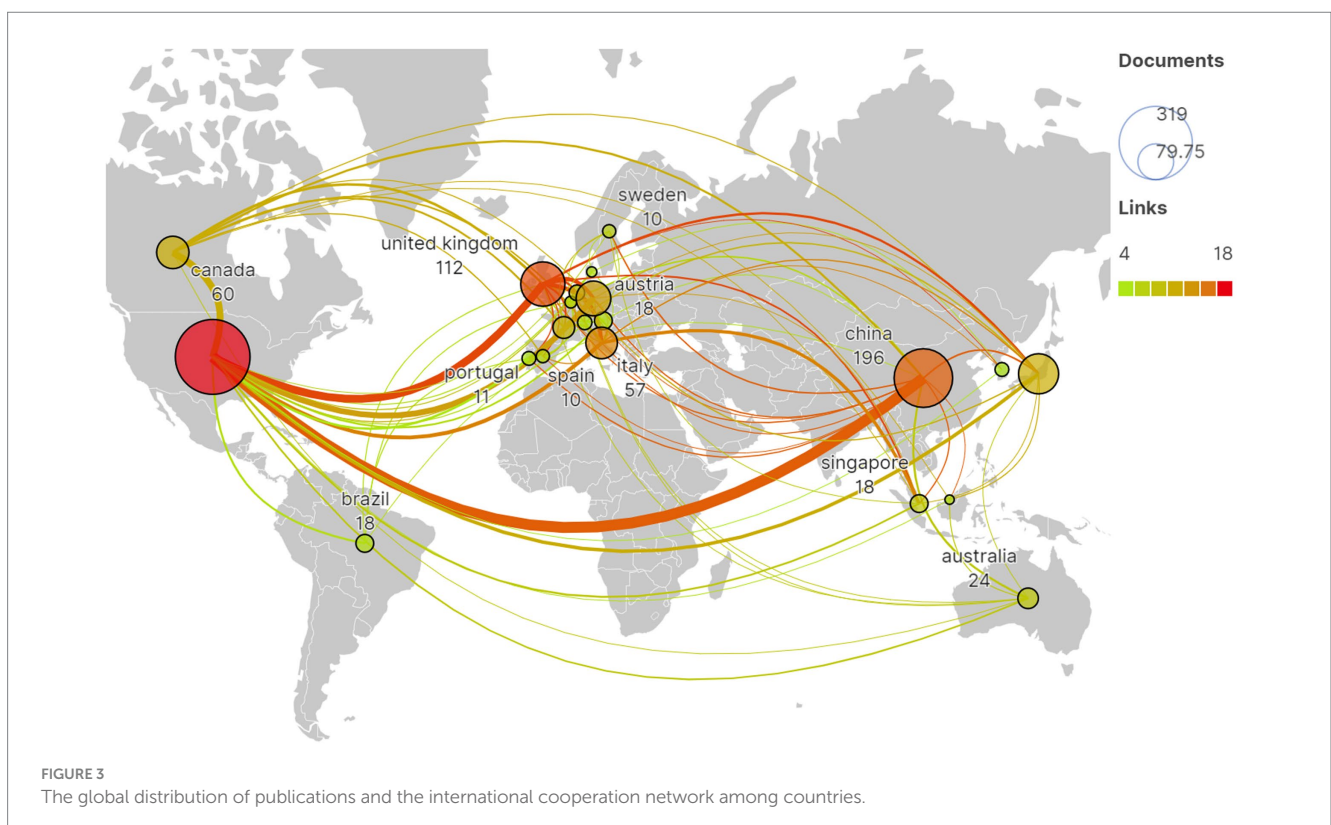 Documents
319
79.75
Links
4 18
sweden
10
united kingdom
112
canada
60
austria
18
china
196
portugal
11
spain
10
italy
57
singapore
18
brazil
18
australia
24
FIGURE 3
The global distribution of publications and the international cooperation network among countries.